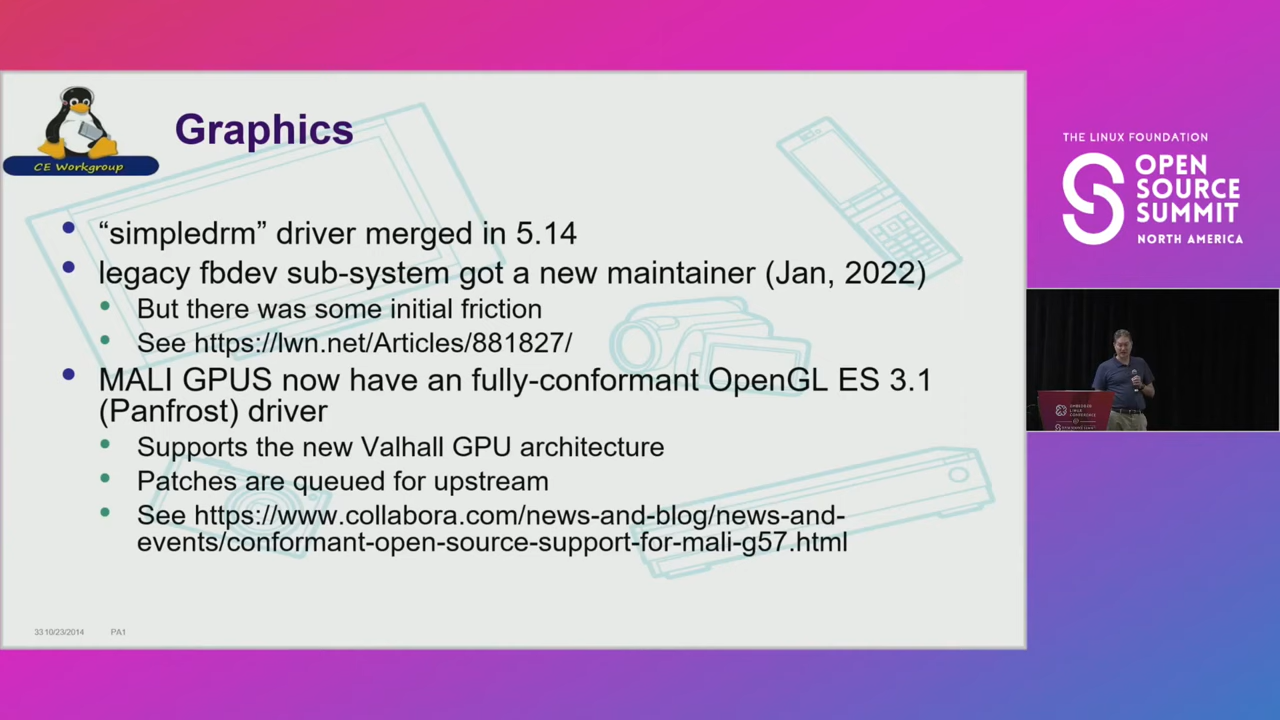 CE Workgroup
Graphics
“simpledrm” driver merged in 5.14
legacy fbdev sub-system got a new maintainer (Jan, 2022)
But there was some initial friction
See https://lwn.net/Articles/881827/
MALI GPUS now have an fully-conformant OpenGL ES 3.1
(Panfrost) driver
Supports the new Valhall GPU architecture
Patches are queued for upstream
See https://www.collabora.com/news-and-blog/news-and-
events/conformant-open-source-support-for-mali-g57.html
33 10/23/2014 PA1
THE LINUX FOUNDATION
OPEN
SOURCE
SUMMIT
NORTH AMERICA
EMBEDDED
LINUX
CONFERENCE